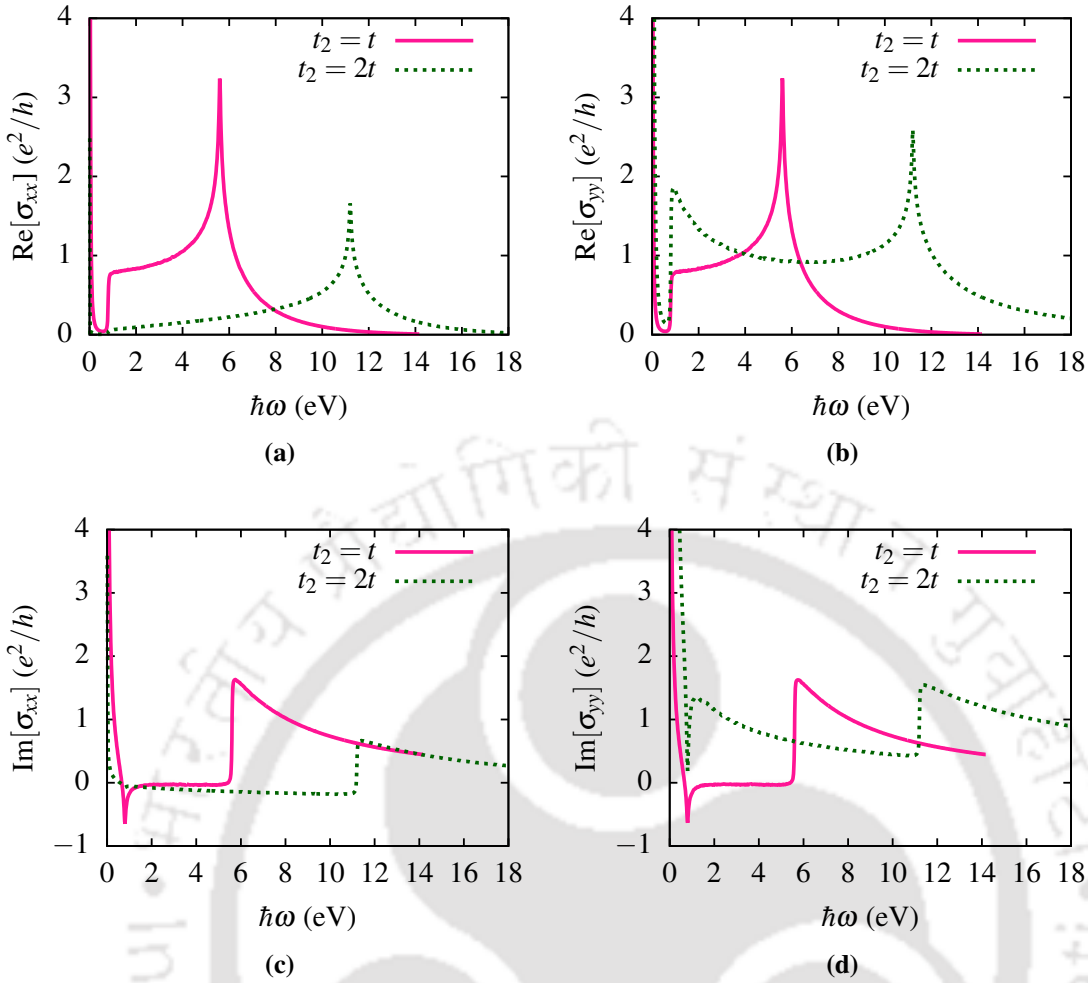 4
3
2
1
0
0 2 4 6 8 10 12 14 16 18
Re[σxx] (e²/h)
ħω (eV)
t₂ = t
t₂ = 2t
(a)
4
3
2
1
0
0 2 4 6 8 10 12 14 16 18
Re[σyy] (e²/h)
ħω (eV)
t₂ = t
t₂ = 2t
(b)
4
3
2
1
0
−1
0 2 4 6 8 10 12 14 16 18
Im[σxx] (e²/h)
ħω (eV)
t₂ = t
t₂ = 2t
(c)
4
3
2
1
0
−1
0 2 4 6 8 10 12 14 16 18
Im[σyy] (e²/h)
ħω (eV)
t₂ = t
t₂ = 2t
(d)